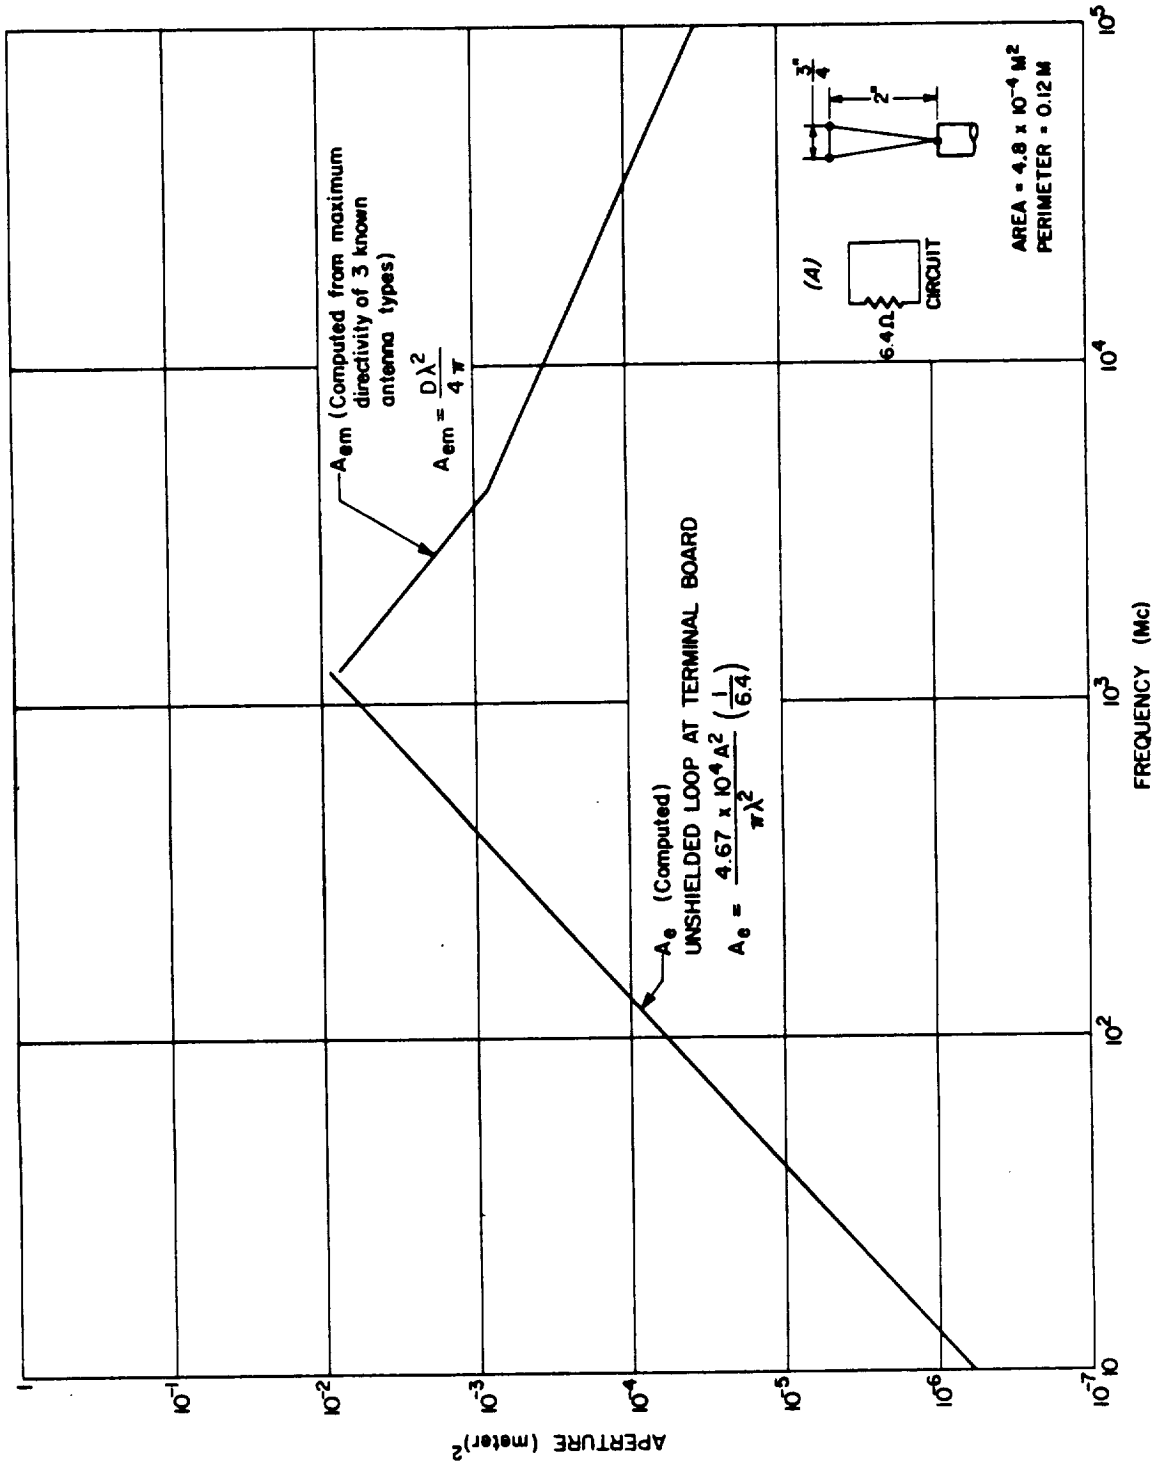 1
10⁻¹
10⁻²
10⁻³
10⁻⁴
10⁻⁵
10⁻⁶
10⁻⁷
APERTURE (meter)²
10
10²
10³
10⁴
10⁵
FREQUENCY (Mc)
Aem (Computed from maximum
directivity of 3 known
antenna types)
Aem = Dλ² / 4π
Ae (Computed)
UNSHIELDED LOOP AT TERMINAL BOARD
Ae = 4.67 x 10⁴ A² / πλ² (1/6.4)
(A)
6.4Ω
CIRCUIT
3/4"
2"
AREA = 4.8 x 10⁻⁴ M²
PERIMETER = 0.12 M